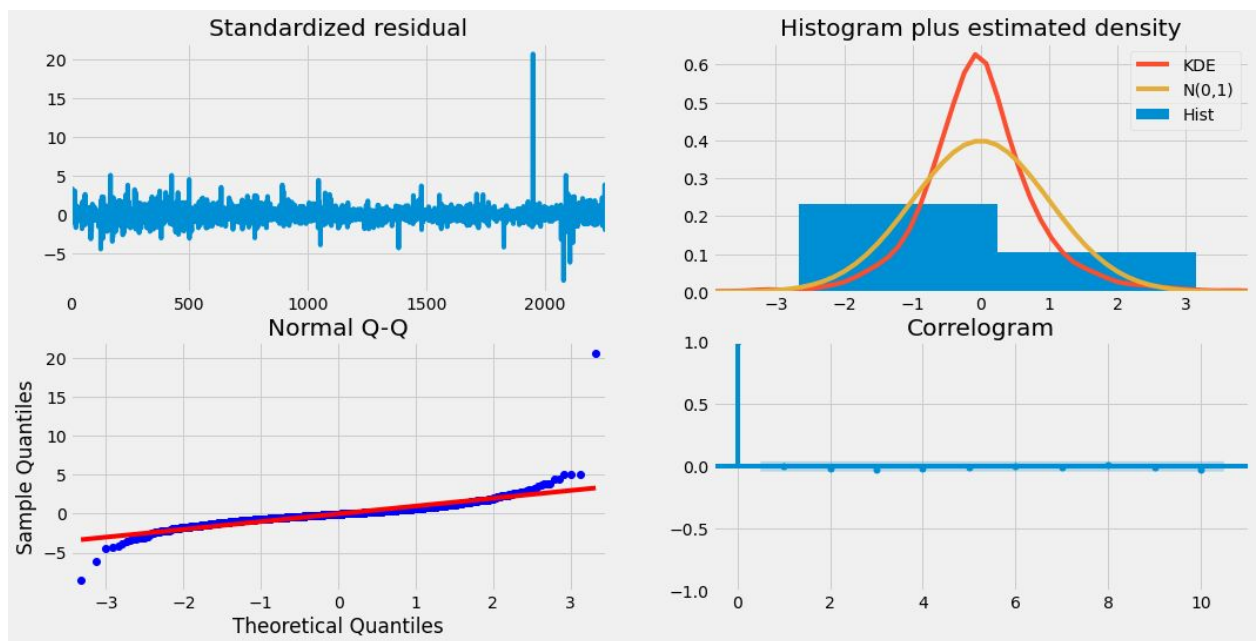 Standardized residual
20
15
10
5
0
−5
0 500 1000 1500 2000
Histogram plus estimated density
0.6
0.5
0.4
0.3
0.2
0.1
0.0
KDE
N(0,1)
Hist
−3 −2 −1 0 1 2 3
Normal Q-Q
Sample Quantiles
20
15
10
5
0
−5
−3 −2 −1 0 1 2 3
Theoretical Quantiles
Correlogram
1.0
0.5
0.0
−0.5
−1.0
0 2 4 6 8 10